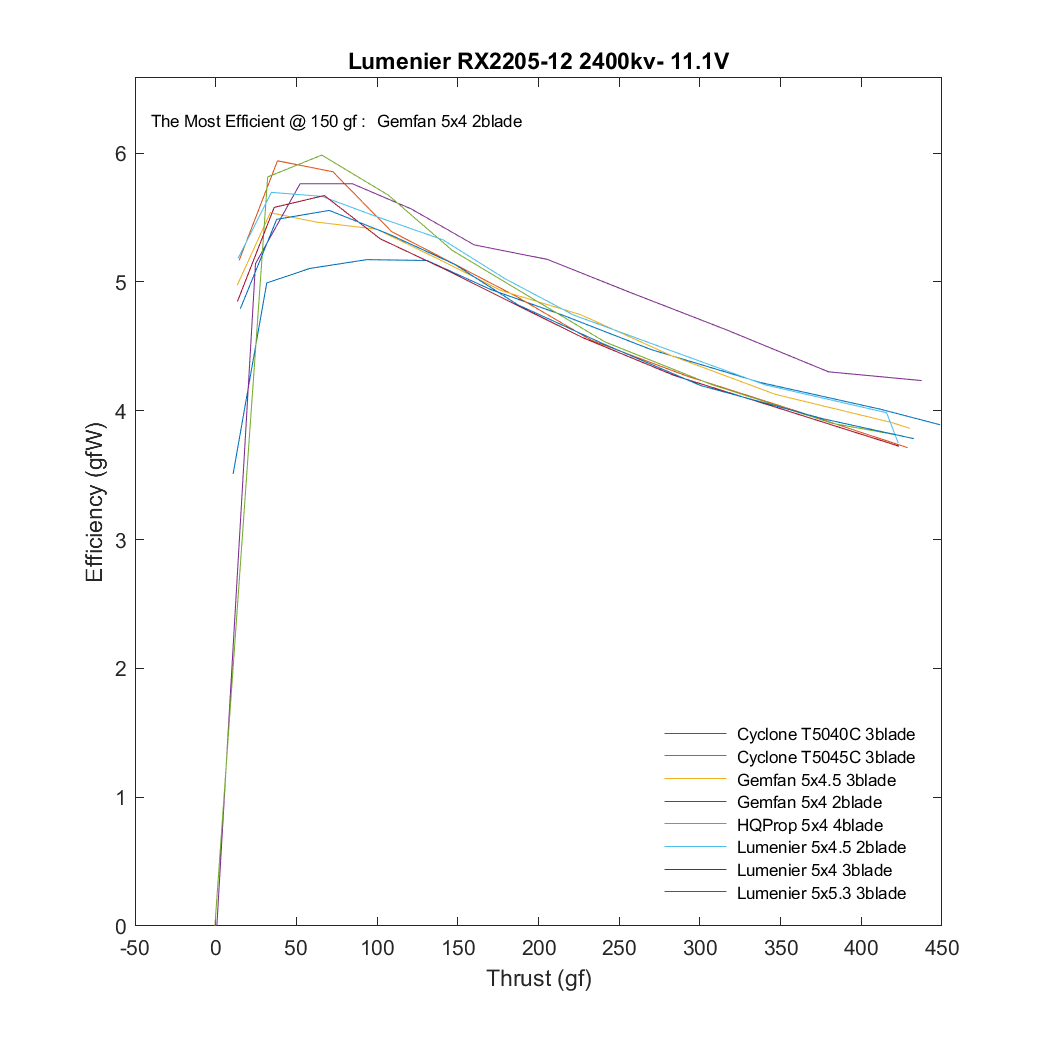 Lumenier RX2205-12 2400kv- 11.1V
The Most Efficient @ 150 gf :  Gemfan 5x4 2blade
Efficiency (gfW)
6
5
4
3
2
1
0
Cyclone T5040C 3blade
Cyclone T5045C 3blade
Gemfan 5x4.5 3blade
Gemfan 5x4 2blade
HQProp 5x4 4blade
Lumenier 5x4.5 2blade
Lumenier 5x4 3blade
Lumenier 5x5.3 3blade
-50 0 50 100 150 200 250 300 350 400 450
Thrust (gf)